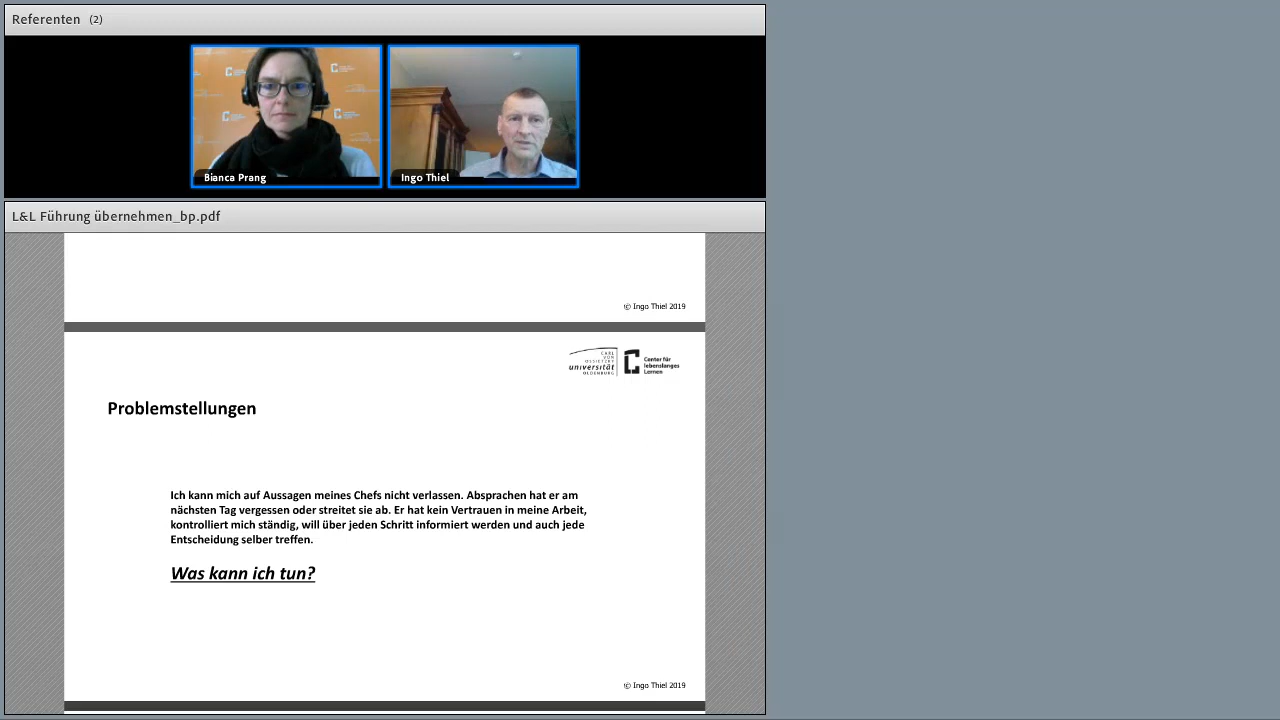 Referenten (2)
Bianca Prang
Ingo Thiel
L&L Führung übernehmen_bp.pdf
© Ingo Thiel 2019
CARL
VON
OSSIETZKY
universität
OLDENBURG
Center für
lebenslanges
Lernen
Problemstellungen
Ich kann mich auf Aussagen meines Chefs nicht verlassen. Absprachen hat er am
nächsten Tag vergessen oder streitet sie ab. Er hat kein Vertrauen in meine Arbeit,
kontrolliert mich ständig, will über jeden Schritt informiert werden und auch jede
Entscheidung selber treffen.
Was kann ich tun?
© Ingo Thiel 2019